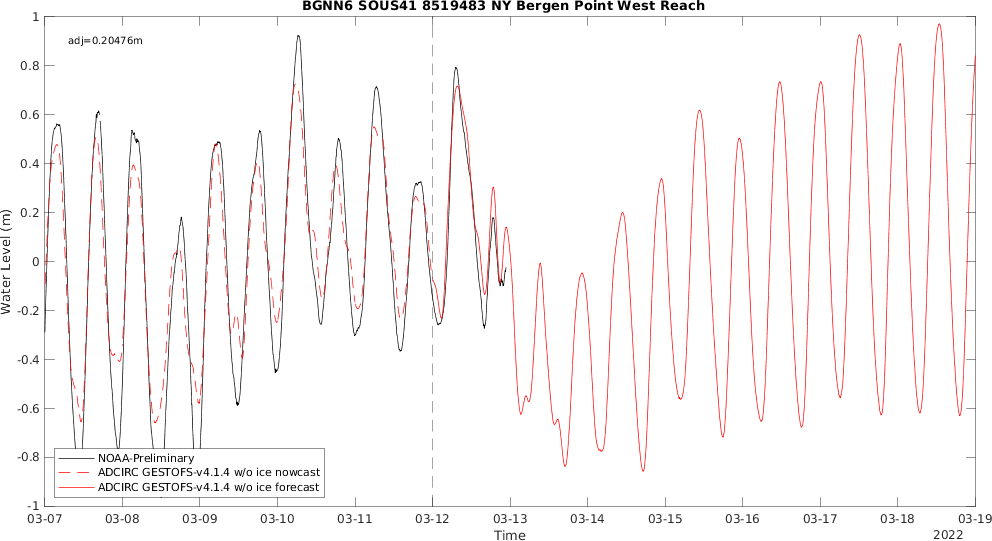 BGNN6 SOUS41 8519483 NY Bergen Point West Reach
adj=0.20476m
1
0.8
0.6
0.4
0.2
0
-0.2
-0.4
-0.6
-0.8
-1
Water Level (m)
NOAA-Preliminary
ADCIRC GESTOFS-v4.1.4 w/o ice nowcast
ADCIRC GESTOFS-v4.1.4 w/o ice forecast
03-07 03-08 03-09 03-10 03-11 03-12 03-13 03-14 03-15 03-16 03-17 03-18 03-19
Time
2022